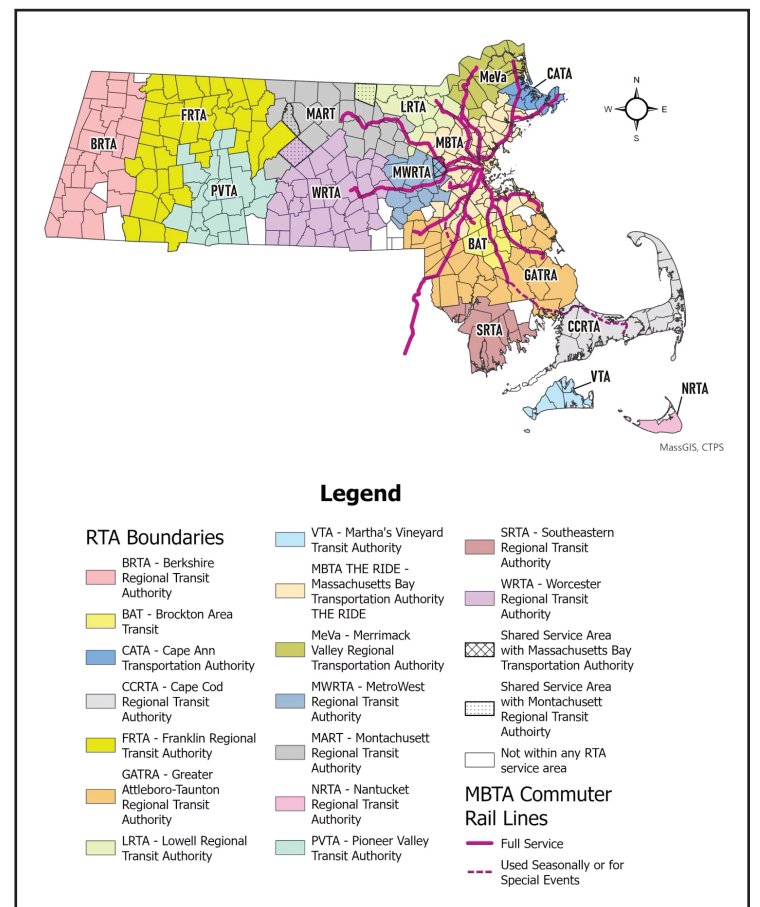 MeVa
CATA
N
W
E
S
FRTA
MART
LRTA
BRTA
MBTA
PVTA
WRTA
MWRTA
BAT
GATRA
SRTA
CCRTA
VTA
NRTA
MassGIS, CTPS
Legend
RTA Boundaries
BRTA - Berkshire
Regional Transit
Authority
BAT - Brockton Area
Transit
CATA - Cape Ann
Transportation Authority
CCRTA - Cape Cod
Regional Transit
Authority
FRTA - Franklin Regional
Transit Authority
GATRA - Greater
Attleboro-Taunton
Regional Transit
Authority
LRTA - Lowell Regional
Transit Authority
VTA - Martha's Vineyard
Transit Authority
MBTA THE RIDE -
Massachusetts Bay
Transportation Authority
THE RIDE
MeVa - Merrimack
Valley Regional
Transportation Authority
MWRTA - MetroWest
Regional Transit
Authority
MART - Montachusett
Regional Transit
Authority
NRTA - Nantucket
Regional Transit
Authority
PVTA - Pioneer Valley
Transit Authority
SRTA - Southeastern
Regional Transit
Authority
WRTA - Worcester
Regional Transit
Authority
Shared Service Area
with Massachusetts Bay
Transportation Authority
Shared Service Area
with Montachusett
Regional Transit
Authoirty
Not within any RTA
service area
MBTA Commuter
Rail Lines
Full Service
Used Seasonally or for
Special Events